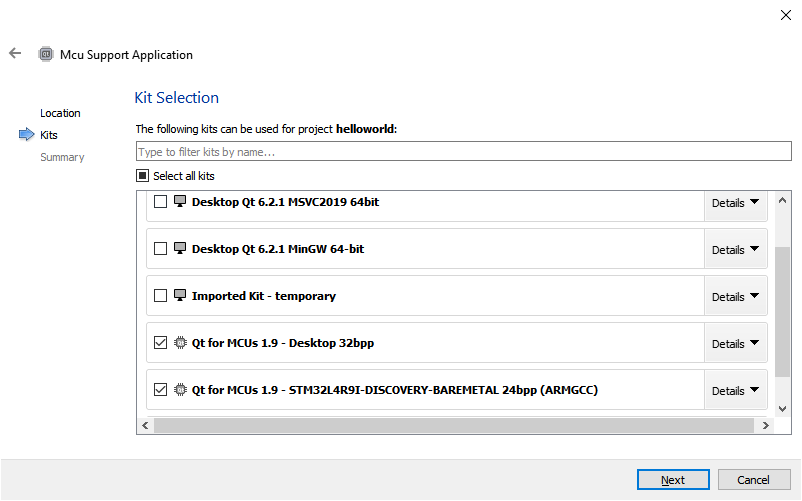 Mcu Support Application
Location
Kits
Summary
Kit Selection
The following kits can be used for project helloworld:
Type to filter kits by name...
Select all kits
Desktop Qt 6.2.1 MSVC2019 64bit Details
Desktop Qt 6.2.1 MinGW 64-bit Details
Imported Kit - temporary Details
Qt for MCUs 1.9 - Desktop 32bpp Details
Qt for MCUs 1.9 - STM32L4R9I-DISCOVERY-BAREMETAL 24bpp (ARMGCC) Details
Next Cancel